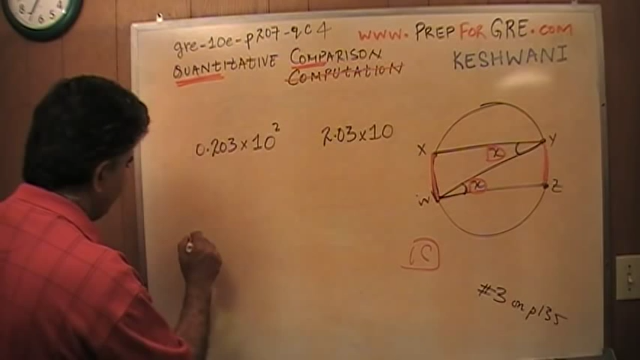 gre-10e-p207-qc4
www.PREPFORGRE.com
QUANTITATIVE COMPARISON
COMPUTATION
KESHWANI
0.203×10²
2.03×10
X
Y
x
W
x
Z
#3 on p135